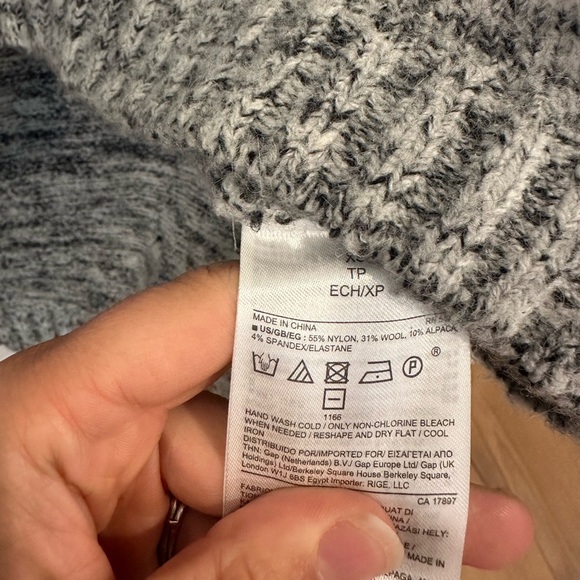 TP
ECH/XP
MADE IN CHINA
US/GB/EG : 55% NYLON, 31% WOOL, 10% ALPACA,
4% SPANDEX/ELASTANE
P
®
1166
HAND WASH COLD / ONLY NON-CHLORINE BLEACH
WHEN NEEDED / RESHAPE AND DRY FLAT / COOL
IRON
DISTRIBUIDO POR/IMPORTED FOR/ ΕΙΣΑΓΕΤΑΙ ΑΠΟ
THN: Gap (Netherlands) B.V./ Gap Europe Ltd/ Gap (UK
Holdings) Ltd/Berkeley Square House Berkeley Square,
London W1J 6BS Egypt Importer: RIGE, LLC
CA 17897
MADE IN